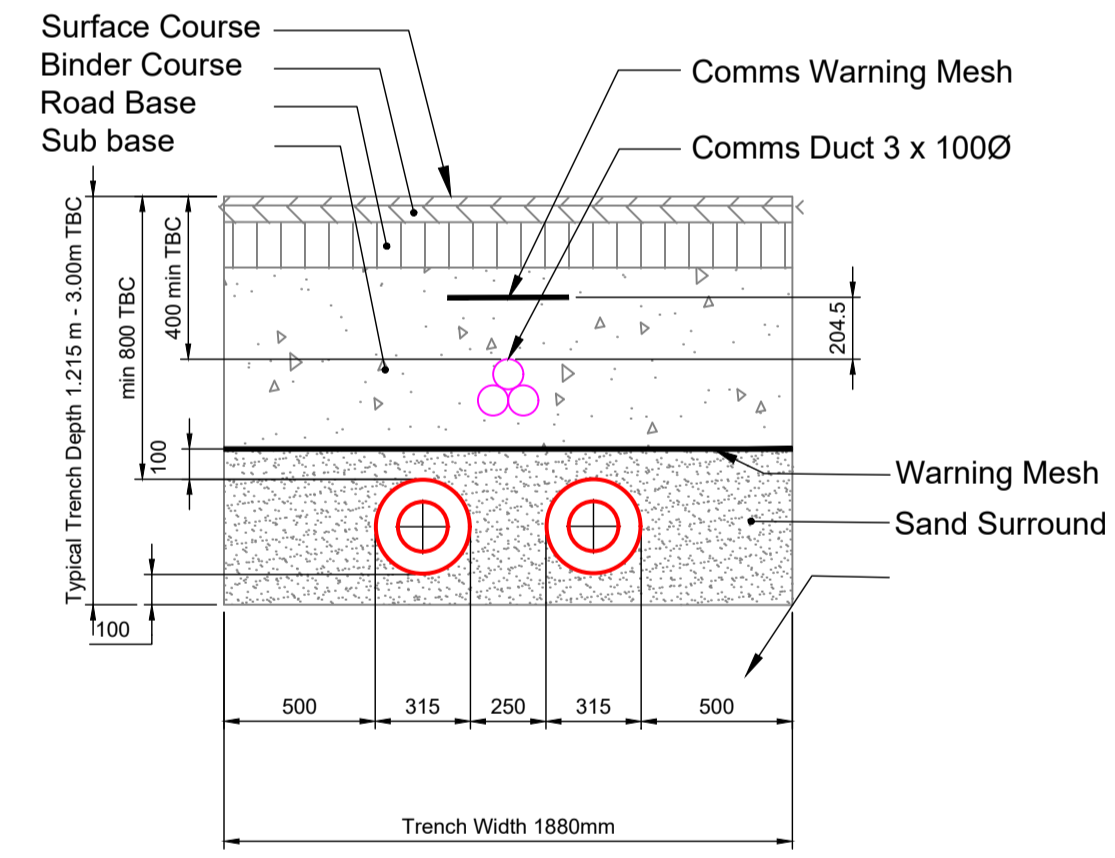 Surface Course
Binder Course
Road Base
Sub base
Comms Warning Mesh
Comms Duct 3 x 100Ø
Typical Trench Depth 1.215 m - 3.000m TBC
min 800 TBC
400 min TBC
204.5
100
Warning Mesh
Sand Surround
100
500
315
250
315
500
Trench Width 1880mm